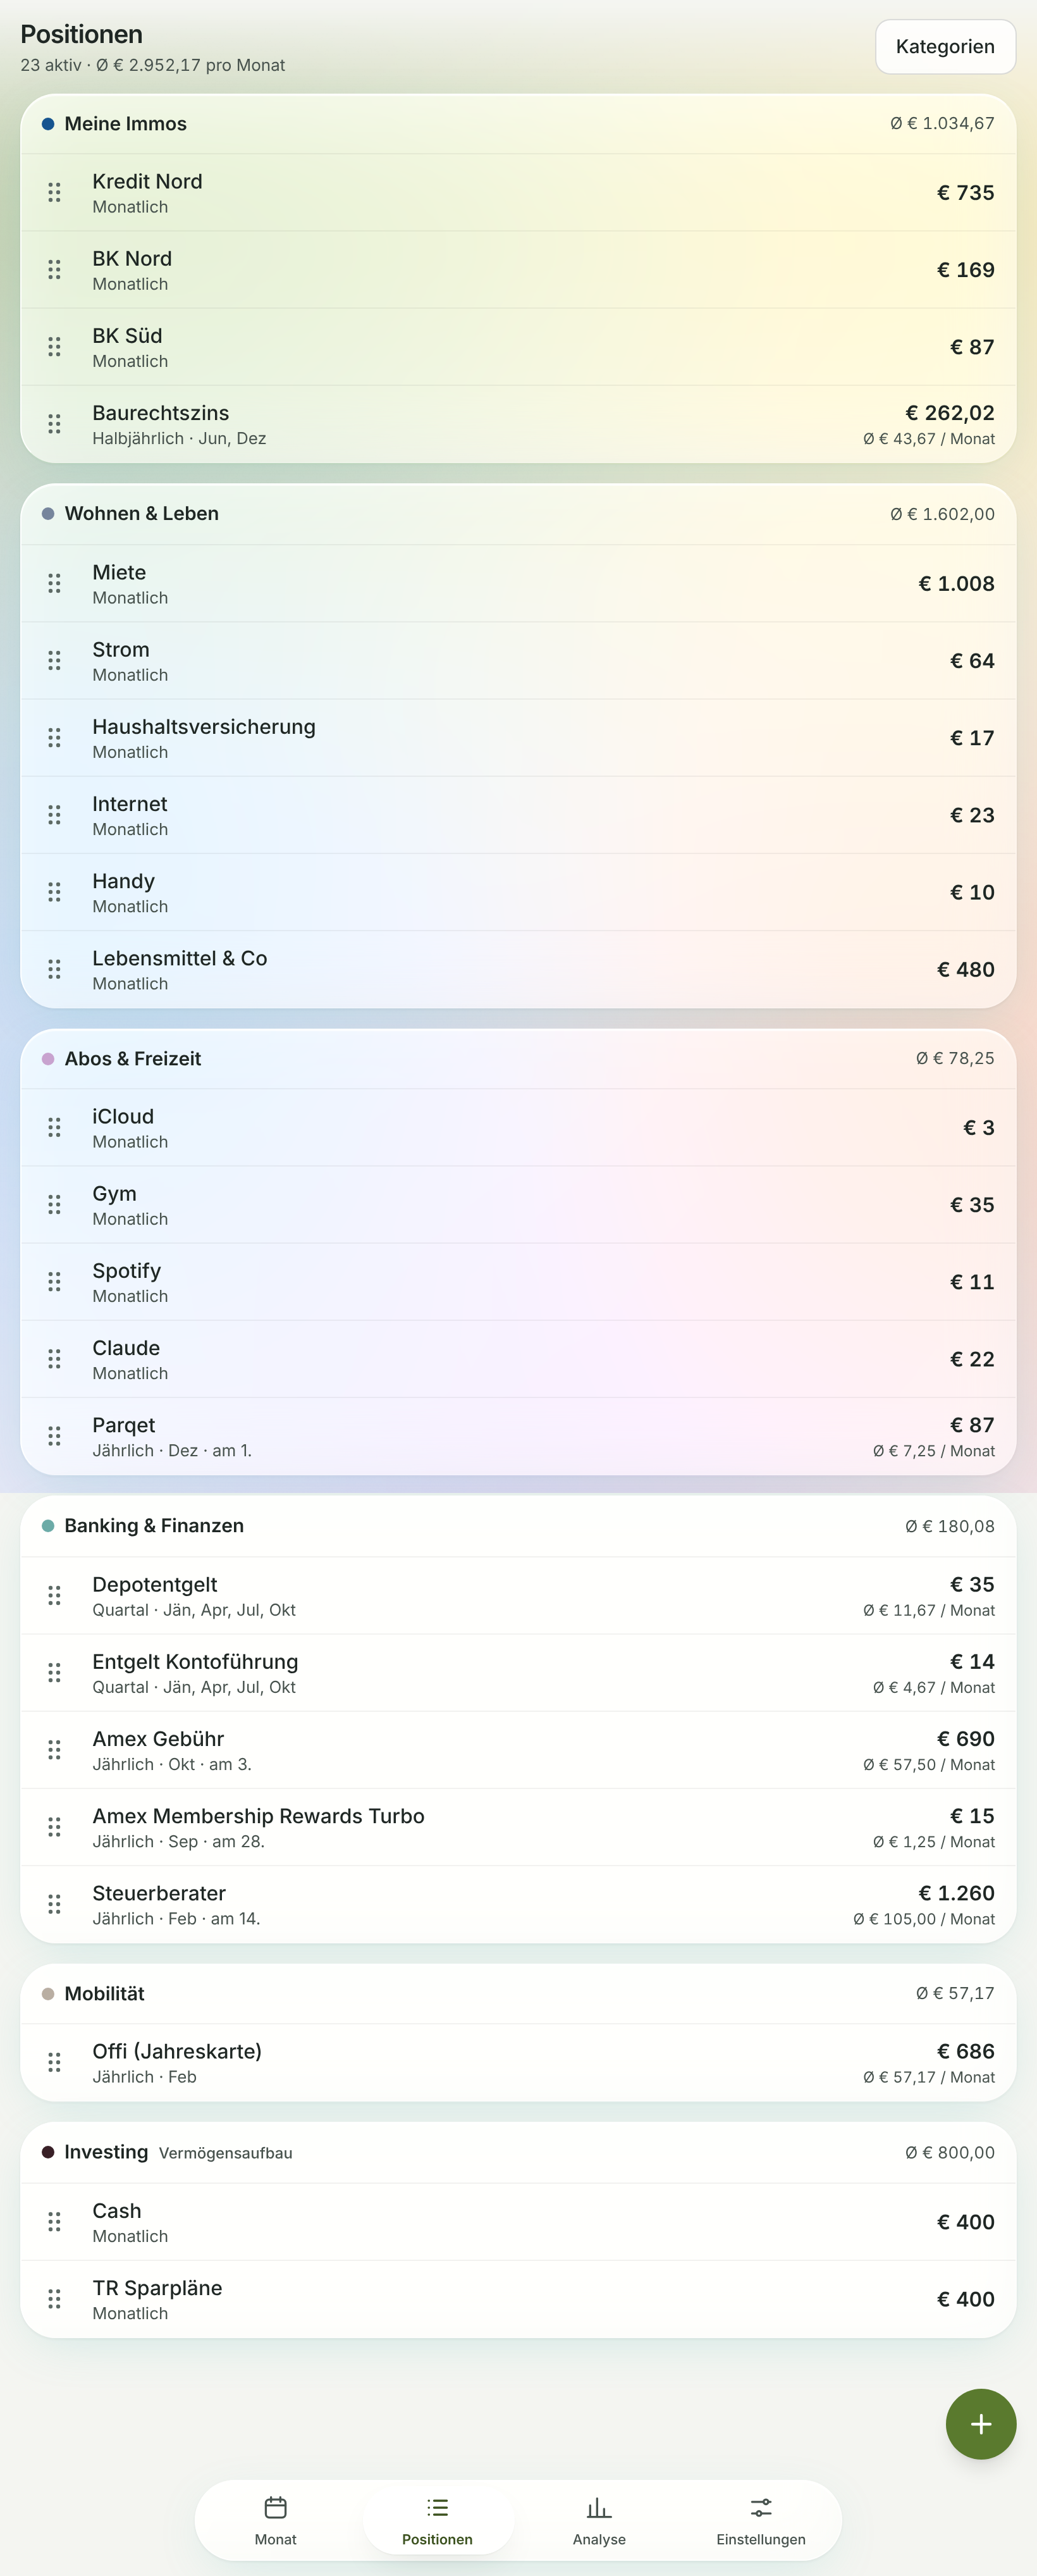 Positionen
23 aktiv · Ø € 2.952,17 pro Monat
Kategorien
Meine Immos Ø € 1.034,67
Kredit Nord
Monatlich
€ 735
BK Nord
Monatlich
€ 169
BK Süd
Monatlich
€ 87
Baurechtszins
Halbjährlich · Jun, Dez
€ 262,02
Ø € 43,67 / Monat
Wohnen & Leben Ø € 1.602,00
Miete
Monatlich
€ 1.008
Strom
Monatlich
€ 64
Haushaltsversicherung
Monatlich
€ 17
Internet
Monatlich
€ 23
Handy
Monatlich
€ 10
Lebensmittel & Co
Monatlich
€ 480
Abos & Freizeit Ø € 78,25
iCloud
Monatlich
€ 3
Gym
Monatlich
€ 35
Spotify
Monatlich
€ 11
Claude
Monatlich
€ 22
Parqet
Jährlich · Dez · am 1.
€ 87
Ø € 7,25 / Monat
Banking & Finanzen Ø € 180,08
Depotentgelt
Quartal · Jän, Apr, Jul, Okt
€ 35
Ø € 11,67 / Monat
Entgelt Kontoführung
Quartal · Jän, Apr, Jul, Okt
€ 14
Ø € 4,67 / Monat
Amex Gebühr
Jährlich · Okt · am 3.
€ 690
Ø € 57,50 / Monat
Amex Membership Rewards Turbo
Jährlich · Sep · am 28.
€ 15
Ø € 1,25 / Monat
Steuerberater
Jährlich · Feb · am 14.
€ 1.260
Ø € 105,00 / Monat
Mobilität Ø € 57,17
Offi (Jahreskarte)
Jährlich · Feb
€ 686
Ø € 57,17 / Monat
Investing Vermögensaufbau Ø € 800,00
Cash
Monatlich
€ 400
TR Sparpläne
Monatlich
€ 400
Monat Positionen Analyse Einstellungen